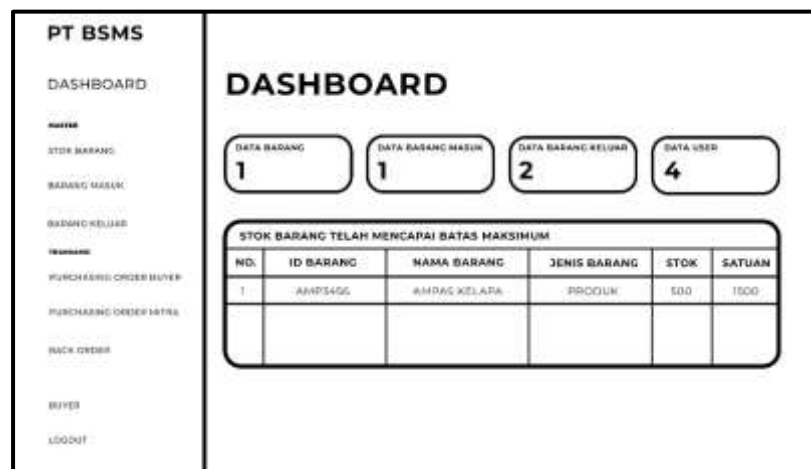 PT BSMS
DASHBOARD
MASTER
STOK BARANG
BARANG MASUK
BARANG KELUAR
TRANSAKSI
PURCHASING ORDER BUYER
PURCHASING ORDER MITRA
BACK ORDER
BUYER
LOGOUT
DASHBOARD
DATA BARANG
1
DATA BARANG MASUK
1
DATA BARANG KELUAR
2
DATA USER
4
STOK BARANG TELAH MENCAPAI BATAS MAKSIMUM
NO. ID BARANG NAMA BARANG JENIS BARANG STOK SATUAN
1 AMP3456 AMPAS KELAPA PRODUK 500 1500